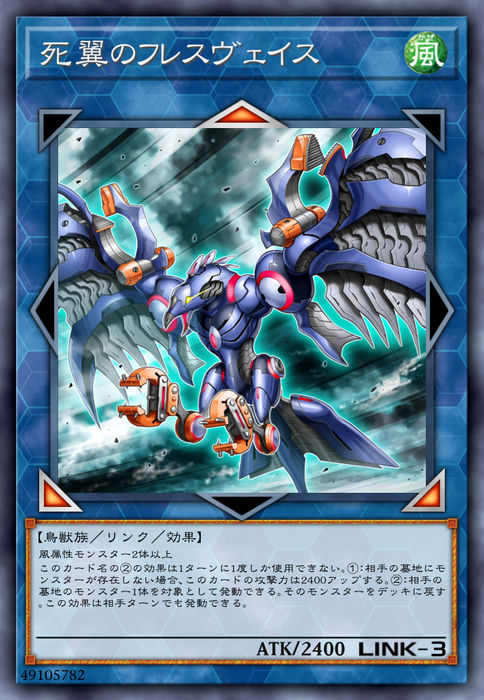 死翼のフレスヴェイス
かぜ
風
【鳥獣族／リンク／効果】
風属性モンスター2体以上
このカード名の②の効果は1ターンに1度しか使用できない。①:相手の墓地にモ
ンスターが存在しない場合、このカードの攻撃力は2400アップする。②:相手の
墓地のモンスター1体を対象として発動できる。そのモンスターをデッキに戻
す。この効果は相手ターンでも発動できる。
ATK/2400 LINK-3
49105782